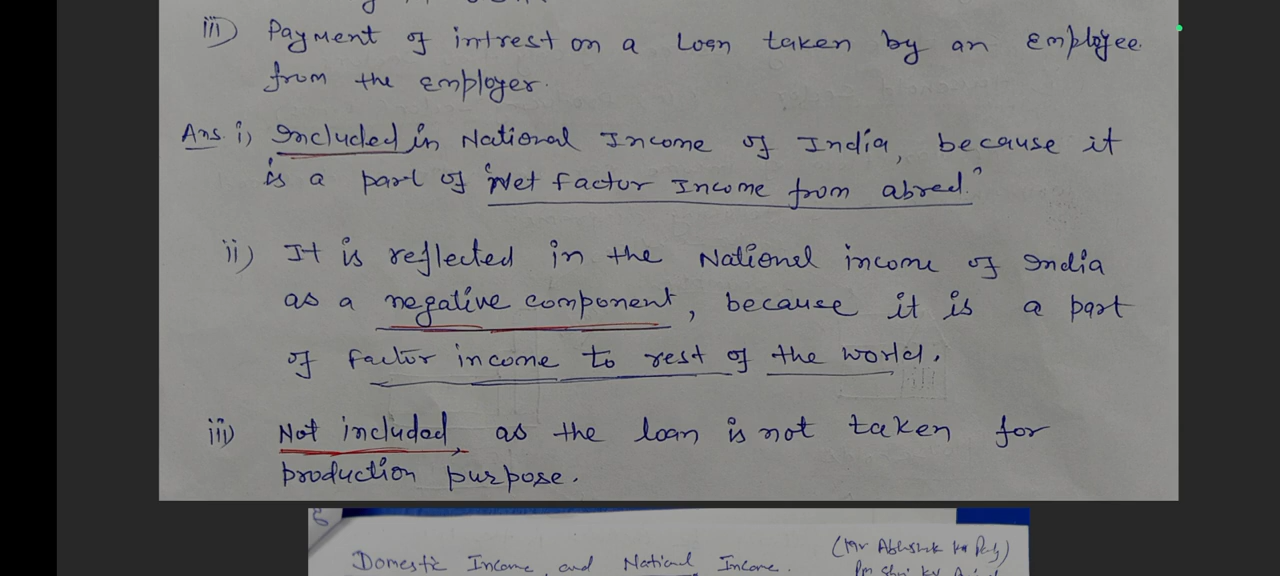 iii) Payment of intrest on a Loan taken by an Employee
from the Employer.
Ans. i) Included in National Income of India, because it
is a part of "Net factor Income from abred."
ii) It is reflected in the National income of India
as a negative component, because it is a part
of factor income to rest of the world.
iii) Not included, as the loan is not taken for
production purpose.
Domestic Income and National Income.
(Mr Abhishek